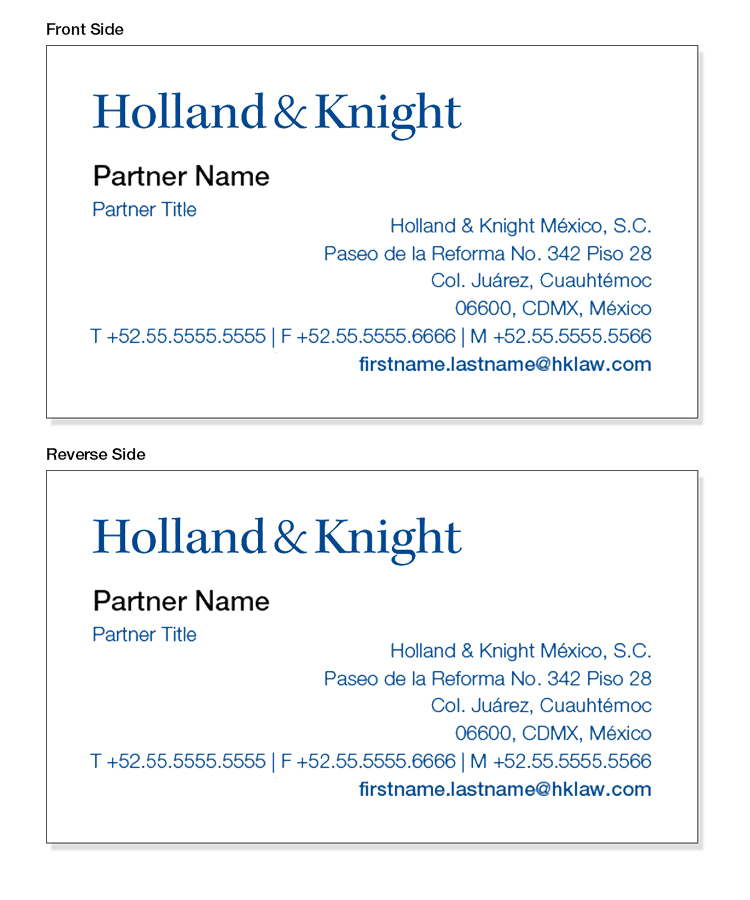 Front Side
Holland & Knight
Partner Name
Partner Title
Holland & Knight México, S.C.
Paseo de la Reforma No. 342 Piso 28
Col. Juárez, Cuauhtémoc
06600, CDMX, México
T +52.55.5555.5555 | F +52.55.5555.6666 | M +52.55.5555.5566
firstname.lastname@hklaw.com
Reverse Side
Holland & Knight
Partner Name
Partner Title
Holland & Knight México, S.C.
Paseo de la Reforma No. 342 Piso 28
Col. Juárez, Cuauhtémoc
06600, CDMX, México
T +52.55.5555.5555 | F +52.55.5555.6666 | M +52.55.5555.5566
firstname.lastname@hklaw.com